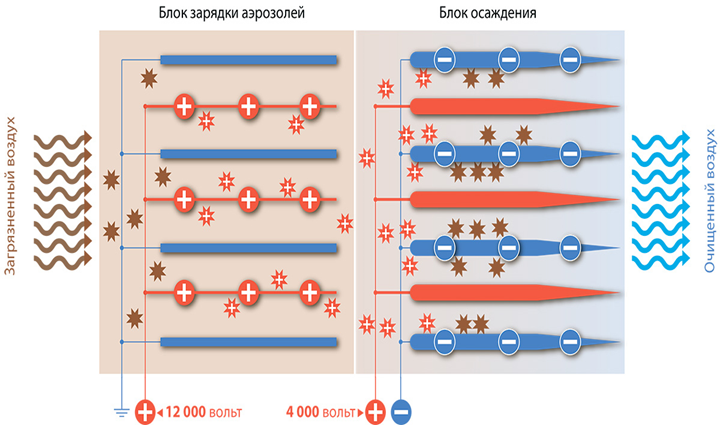 Блок зарядки аэрозолей
Блок осаждения
Загрязненный воздух
Очищенный воздух
12 000 вольт
4 000 вольт